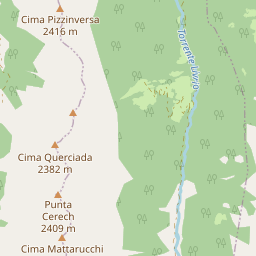 Cima Pizzinversa
2416 m
Torrente Livrio
Cima Querciada
2382 m
Punta
Cerech
2409 m
Cima Mattarucchi